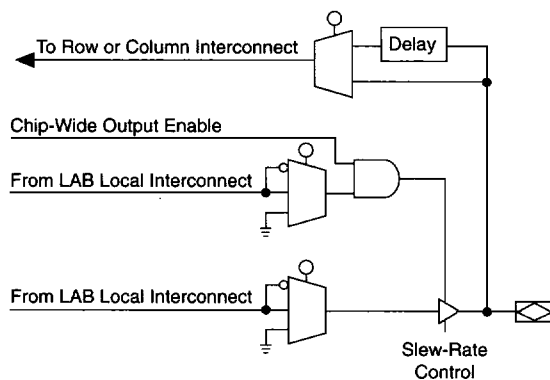 To Row or Column Interconnect
Delay
Chip-Wide Output Enable
From LAB Local Interconnect
From LAB Local Interconnect
Slew-Rate
Control